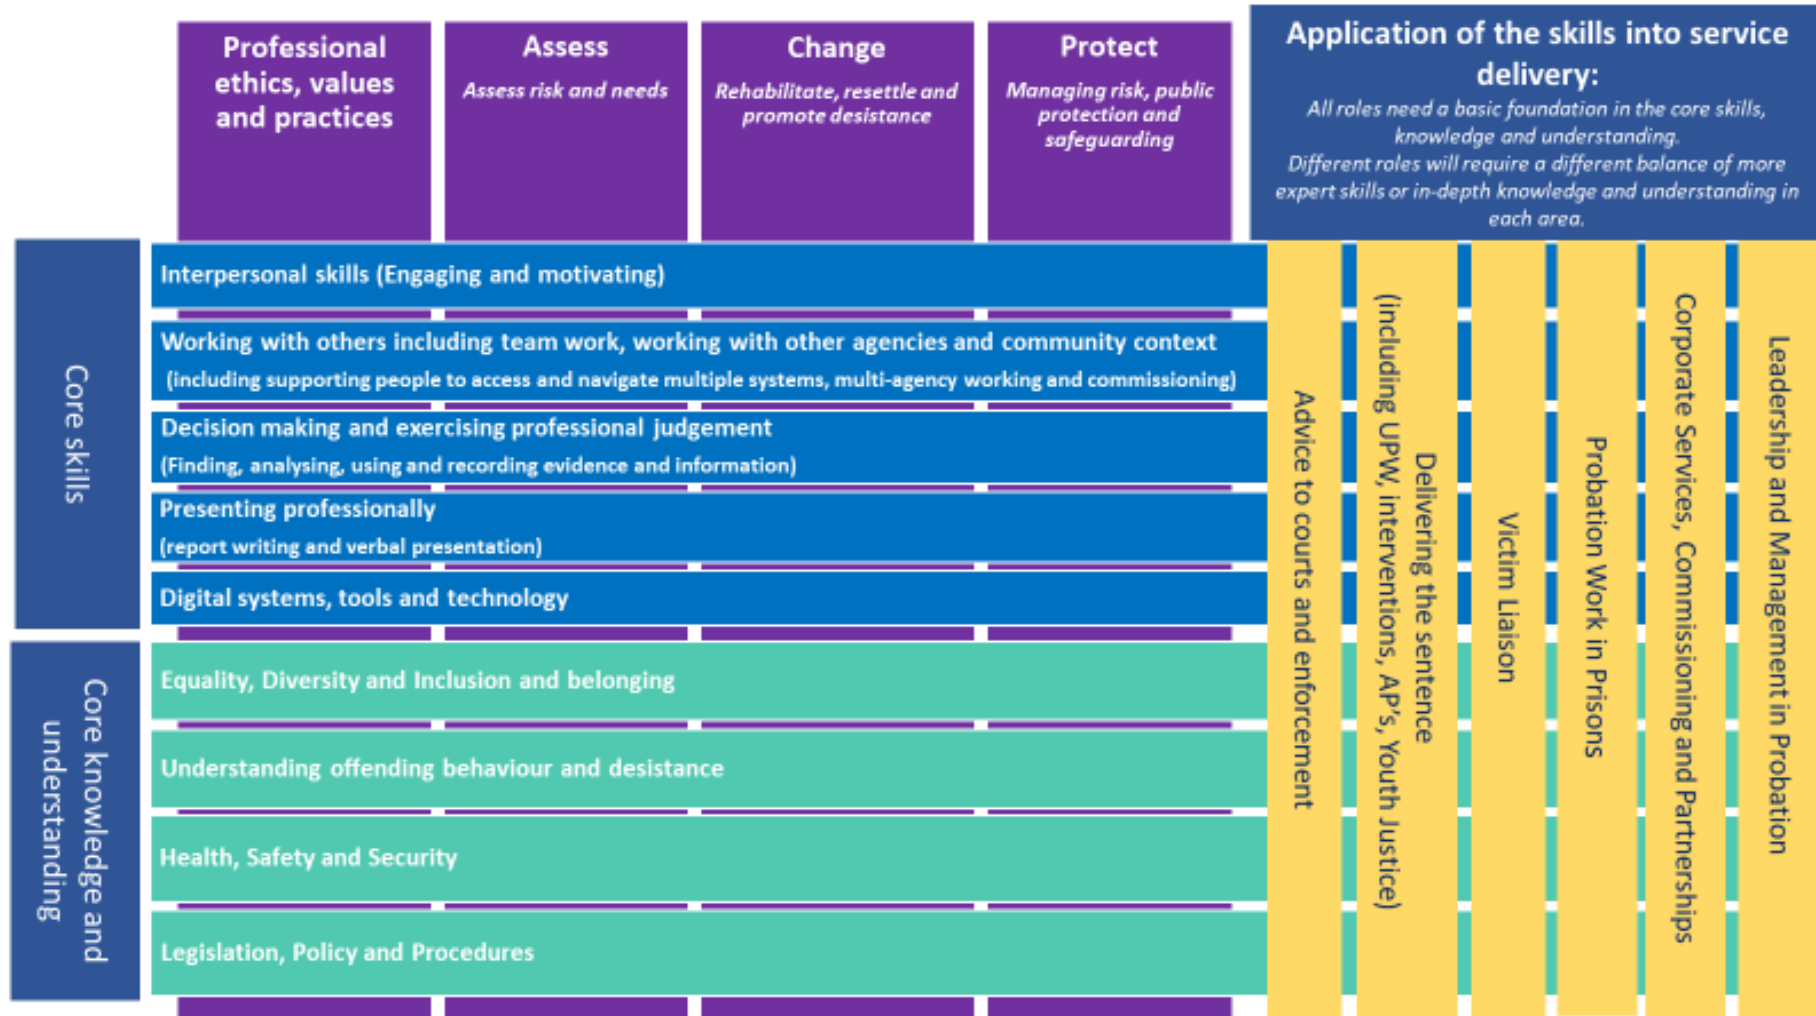 Professional
ethics, values
and practices
Assess
Assess risk and needs
Change
Rehabilitate, resettle and
promote desistance
Protect
Managing risk, public
protection and
safeguarding
Application of the skills into service
delivery:
All roles need a basic foundation in the core skills,
knowledge and understanding.
Different roles will require a different balance of more
expert skills or in-depth knowledge and understanding in
each area.
Core skills
Interpersonal skills (Engaging and motivating)
Working with others including team work, working with other agencies and community context
(including supporting people to access and navigate multiple systems, multi-agency working and commissioning)
Decision making and exercising professional judgement
(Finding, analysing, using and recording evidence and information)
Presenting professionally
(report writing and verbal presentation)
Digital systems, tools and technology
Core knowledge and
understanding
Equality, Diversity and Inclusion and belonging
Understanding offending behaviour and desistance
Health, Safety and Security
Legislation, Policy and Procedures
Advice to courts and enforcement
Delivering the sentence
(including UPW, interventions, AP's, Youth Justice)
Victim Liaison
Probation Work in Prisons
Corporate Services, Commissioning and Partnerships
Leadership and Management in Probation